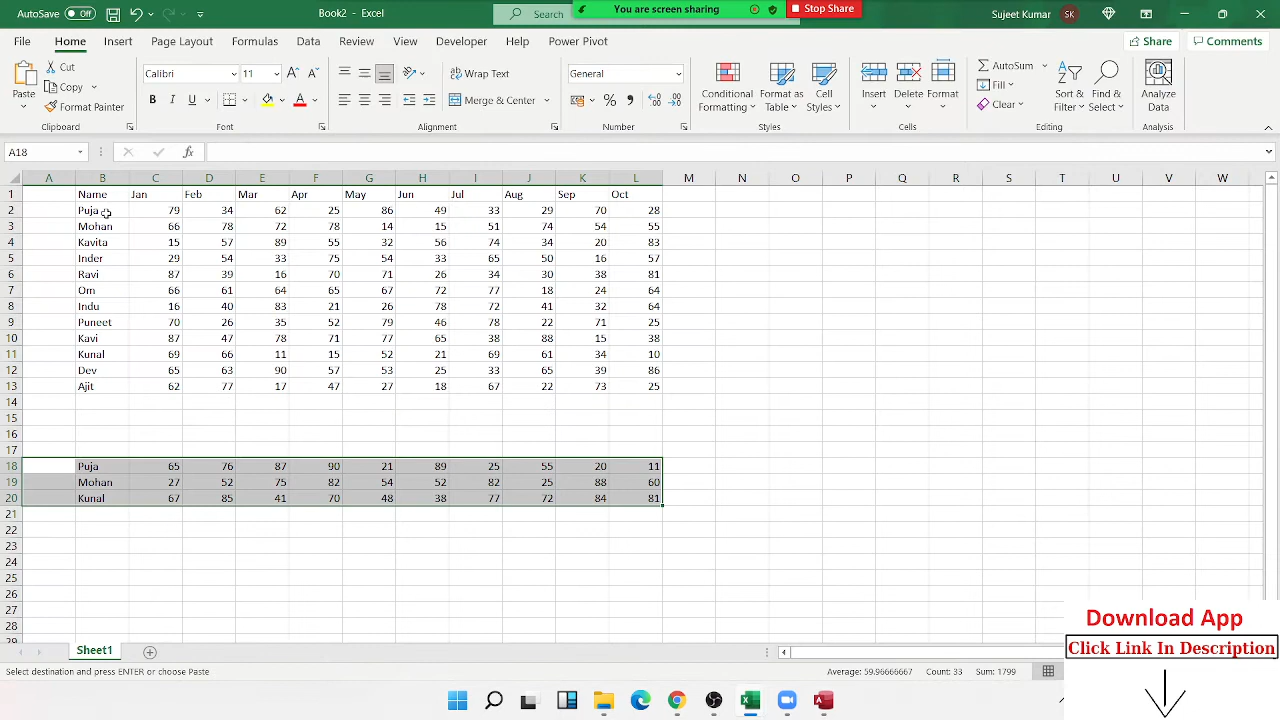 AutoSave Off Book2 - Excel Search You are screen sharing Stop Share Sujeet Kumar SK
File Home Insert Page Layout Formulas Data Review View Developer Help Power Pivot Share Comments
Paste Cut Copy Format Painter Calibri 11 Wrap Text Merge & Center General Conditional Formatting Format as Table Cell Styles Insert Delete Format AutoSum Fill Clear Sort & Filter Find & Select Analyze Data
Clipboard Font Alignment Number Styles Cells Editing Analysis
A18 fx
A B C D E F G H I J K L M N O P Q R S T U V W
1 Name Jan Feb Mar Apr May Jun Jul Aug Sep Oct
2 Puja 79 34 62 25 86 49 33 29 70 28
3 Mohan 66 78 72 78 14 15 51 74 54 55
4 Kavita 15 57 89 55 32 56 74 34 20 83
5 Inder 29 54 33 75 54 33 65 50 16 57
6 Ravi 87 39 16 70 71 26 34 30 38 81
7 Om 66 61 64 65 67 72 77 18 24 64
8 Indu 16 40 83 21 26 78 72 41 32 64
9 Puneet 70 26 35 52 79 46 78 22 71 25
10 Kavi 87 47 78 71 77 65 38 88 15 38
11 Kunal 69 66 11 15 52 21 69 61 34 10
12 Dev 65 63 90 57 53 25 33 65 39 86
13 Ajit 62 77 17 47 27 18 67 22 73 25
14
15
16
17
18 Puja 65 76 87 90 21 89 25 55 20 11
19 Mohan 27 52 75 82 54 52 82 25 88 60
20 Kunal 67 85 41 70 48 38 77 72 84 81
21
22
23
24
25
26
27
28
29
Download App
Click Link In Description
Sheet1
Select destination and press ENTER or choose Paste Average: 59.96666667 Count: 33 Sum: 1799